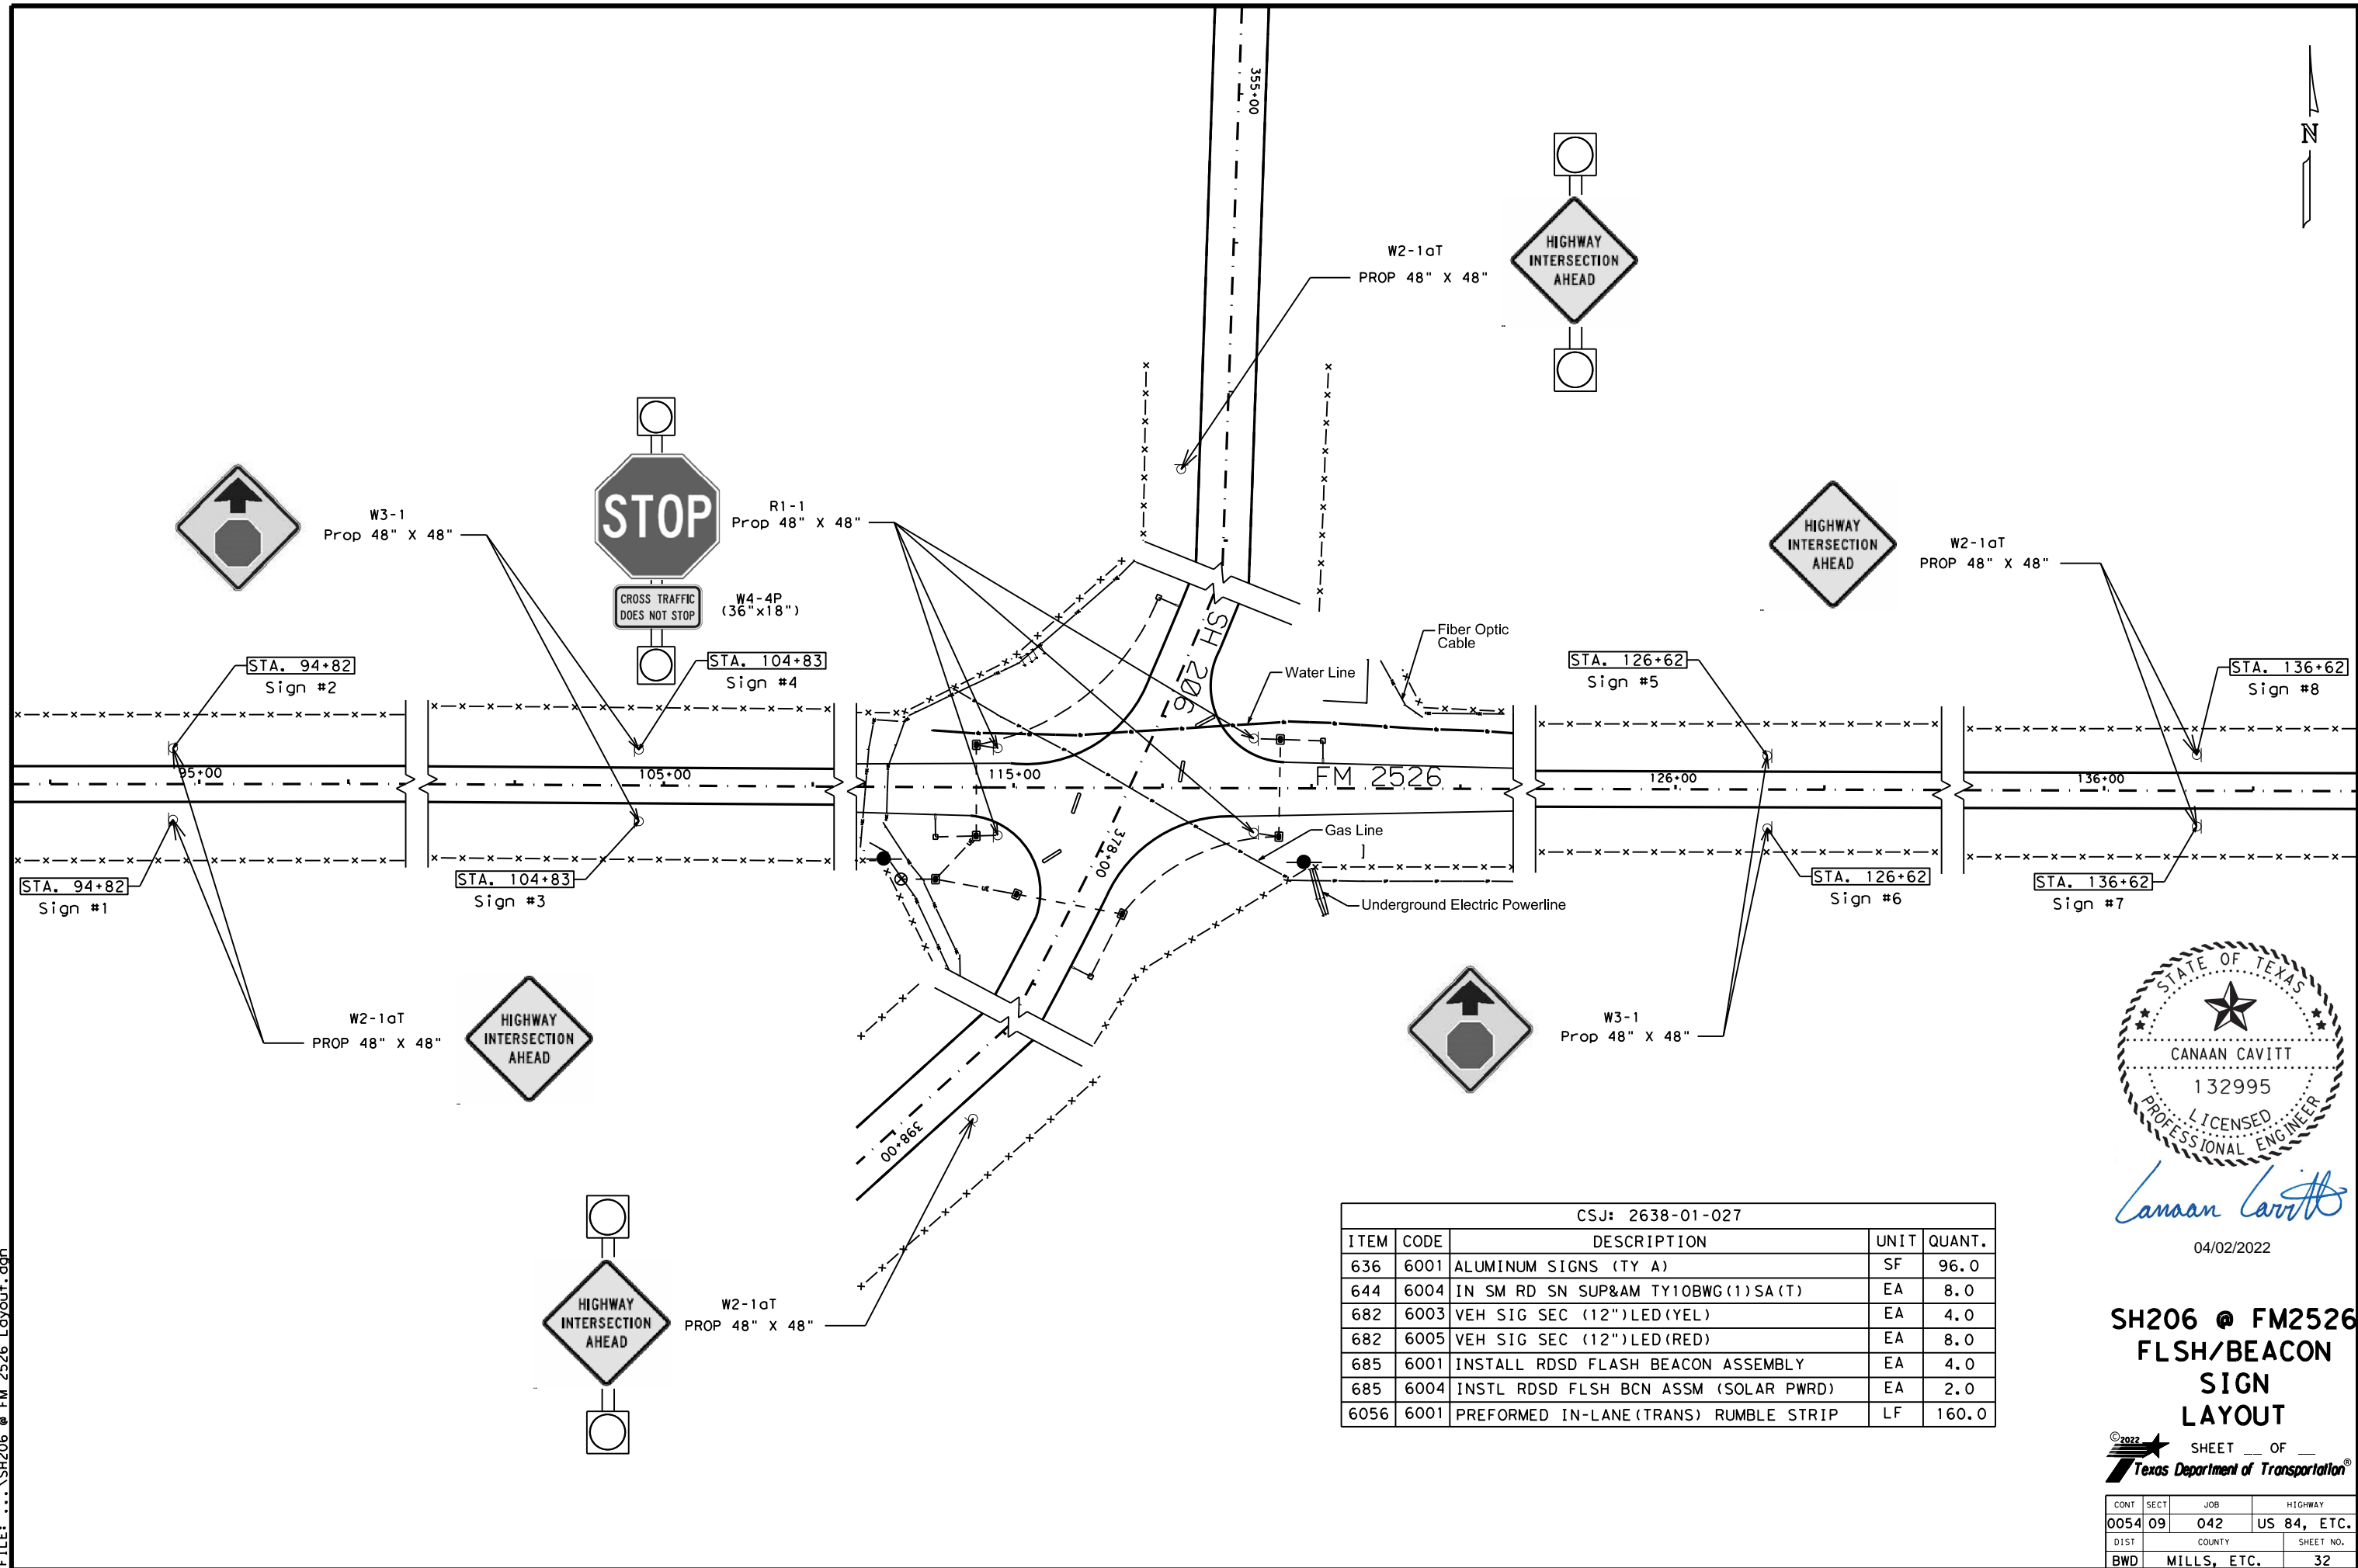 355+00
N
W2-1aT
PROP 48" X 48"
HIGHWAY
INTERSECTION
AHEAD
W3-1
Prop 48" X 48"
STOP
R1-1
Prop 48" X 48"
CROSS TRAFFIC
DOES NOT STOP
W4-4P
(36"x18")
HIGHWAY
INTERSECTION
AHEAD
W2-1aT
PROP 48" X 48"
STA. 94+82
Sign #2
STA. 104+83
Sign #4
SH 206
Fiber Optic
Cable
Water Line
STA. 126+62
Sign #5
STA. 136+62
Sign #8
95+00
105+00
115+00
FM 2526
126+00
136+00
378+00
Gas Line
Underground Electric Powerline
STA. 94+82
Sign #1
STA. 104+83
Sign #3
STA. 126+62
Sign #6
STA. 136+62
Sign #7
W2-1aT
PROP 48" X 48"
HIGHWAY
INTERSECTION
AHEAD
W3-1
Prop 48" X 48"
398+00
HIGHWAY
INTERSECTION
AHEAD
W2-1aT
PROP 48" X 48"
STATE OF TEXAS
CANAAN CAVITT
132995
LICENSED
PROFESSIONAL ENGINEER
Canaan Cavitt
04/02/2022
CSJ: 2638-01-027
ITEM CODE DESCRIPTION UNIT QUANT.
636 6001 ALUMINUM SIGNS (TY A) SF 96.0
644 6004 IN SM RD SN SUP&AM TY10BWG(1)SA(T) EA 8.0
682 6003 VEH SIG SEC (12")LED(YEL) EA 4.0
682 6005 VEH SIG SEC (12")LED(RED) EA 8.0
685 6001 INSTALL RDSD FLASH BEACON ASSEMBLY EA 4.0
685 6004 INSTL RDSD FLSH BCN ASSM (SOLAR PWRD) EA 2.0
6056 6001 PREFORMED IN-LANE(TRANS) RUMBLE STRIP LF 160.0
SH206 @ FM2526
FLSH/BEACON
SIGN
LAYOUT
©2022
SHEET __ OF __
Texas Department of Transportation®
CONT SECT JOB HIGHWAY
0054 09 042 US 84, ETC.
DIST COUNTY SHEET NO.
BWD MILLS, ETC. 32
FILE: ...\SH206 @ FM 2526 Layout.dgn